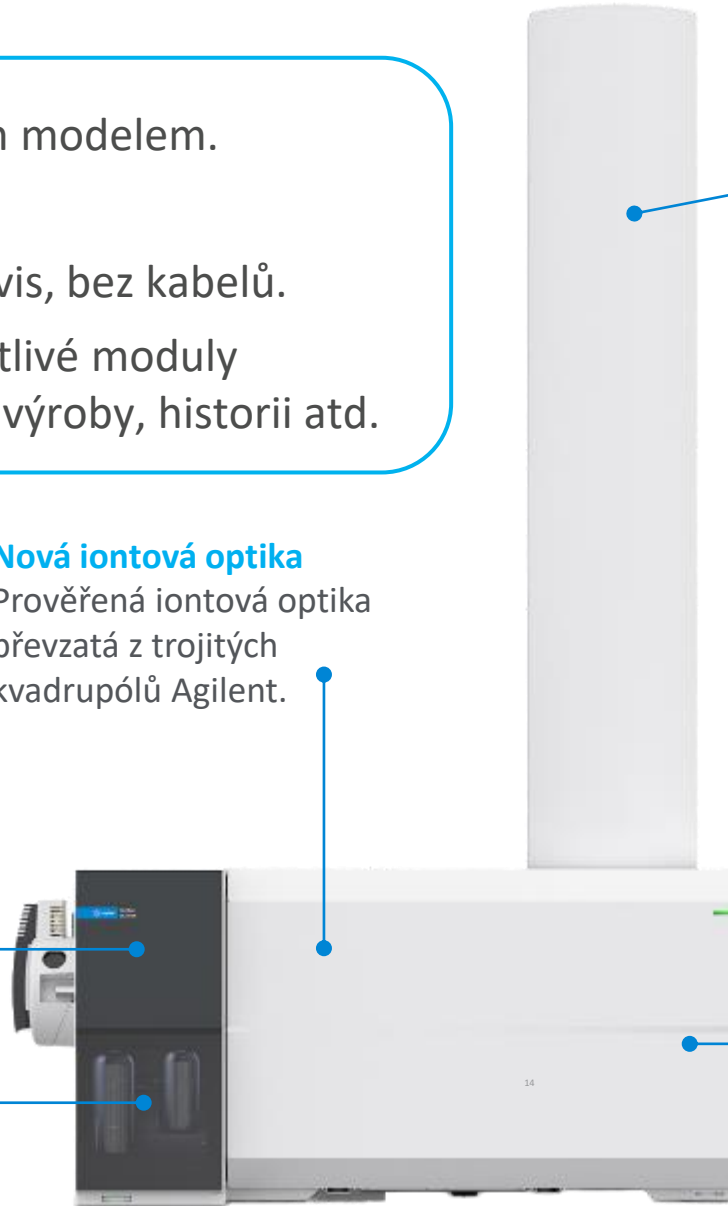 modelem.
vis, bez kabelů.
tlivé moduly
výroby, historii atd.
Nová iontová optika
Prověřená iontová optika
převzatá z trojitých
kvadrupólů Agilent.
14